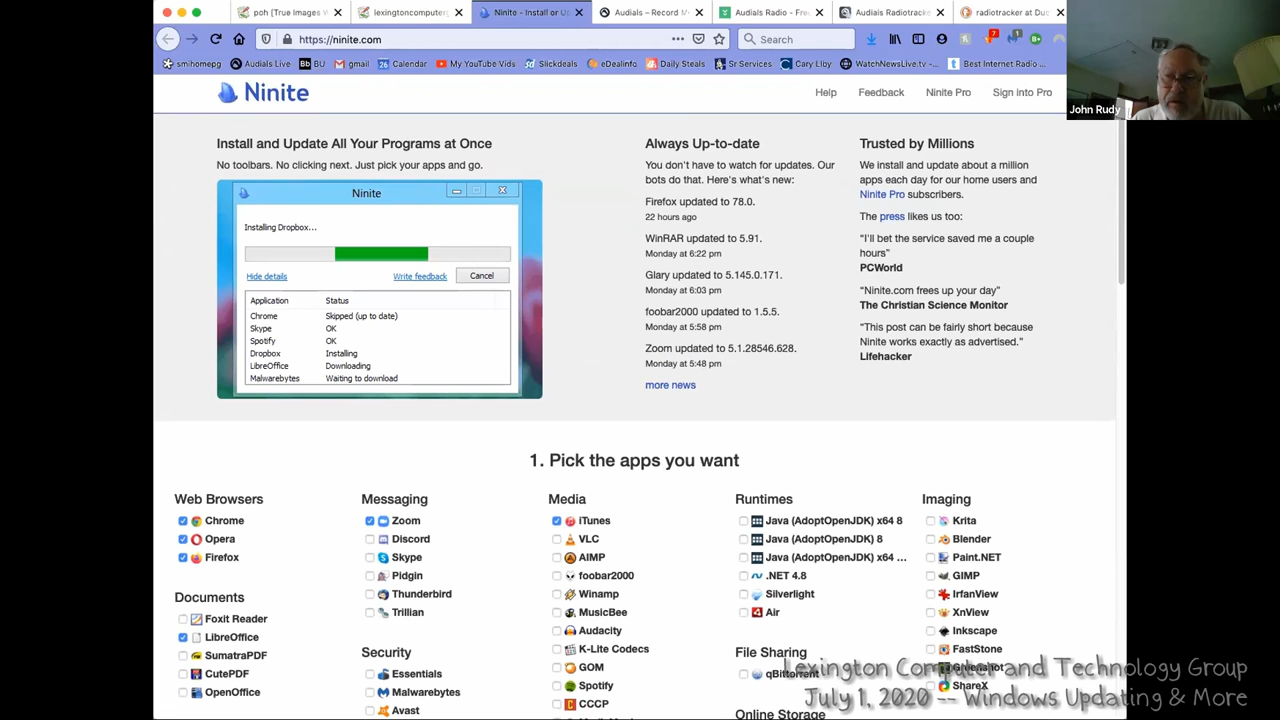 poh [True Images W
lexingtoncomputerg
Ninite - Install or U
Audials – Record M
Audials Radio - Free
Audials Radiotracke
radiotracker at Duc
https://ninite.com
Search
7
smihomepg
Audials Live
Bb BU
gmail
26 Calendar
My YouTube Vids
Slickdeals
eDealinfo
Daily Steals
Sr Services
Cary LIby
WatchNewsLive.tv -...
Best Internet Radio ...
John Rudy
Ninite
Help
Feedback
Ninite Pro
Sign into Pro
Install and Update All Your Programs at Once
No toolbars. No clicking next. Just pick your apps and go.
Ninite
Installing Dropbox...
Hide details
Write feedback
Cancel
Application Status
Chrome Skipped (up to date)
Skype OK
Spotify OK
Dropbox Installing
LibreOffice Downloading
Malwarebytes Waiting to download
Always Up-to-date
You don't have to watch for updates. Our
bots do that. Here's what's new:
Firefox updated to 78.0.
22 hours ago
WinRAR updated to 5.91.
Monday at 6:22 pm
Glary updated to 5.145.0.171.
Monday at 6:03 pm
foobar2000 updated to 1.5.5.
Monday at 5:58 pm
Zoom updated to 5.1.28546.628.
Monday at 5:48 pm
more news
Trusted by Millions
We install and update about a million
apps each day for our home users and
Ninite Pro subscribers.
The press likes us too:
“I'll bet the service saved me a couple
hours”
PCWorld
“Ninite.com frees up your day”
The Christian Science Monitor
“This post can be fairly short because
Ninite works exactly as advertised.”
Lifehacker
1. Pick the apps you want
Web Browsers
Chrome
Opera
Firefox
Documents
Foxit Reader
LibreOffice
SumatraPDF
CutePDF
OpenOffice
Messaging
Zoom
Discord
Skype
Pidgin
Thunderbird
Trillian
Security
Essentials
Malwarebytes
Avast
Media
iTunes
VLC
AIMP
foobar2000
Winamp
MusicBee
Audacity
K-Lite Codecs
GOM
Spotify
CCCP
Runtimes
Java (AdoptOpenJDK) x64 8
Java (AdoptOpenJDK) 8
Java (AdoptOpenJDK) x64 ...
.NET 4.8
Silverlight
Air
File Sharing
qBittorrent
Online Storage
Imaging
Krita
Blender
Paint.NET
GIMP
IrfanView
XnView
Inkscape
FastStone
Greenshot
ShareX
Lexington Computer and Technology Group
July 1, 2020 -- Windows Updating & More